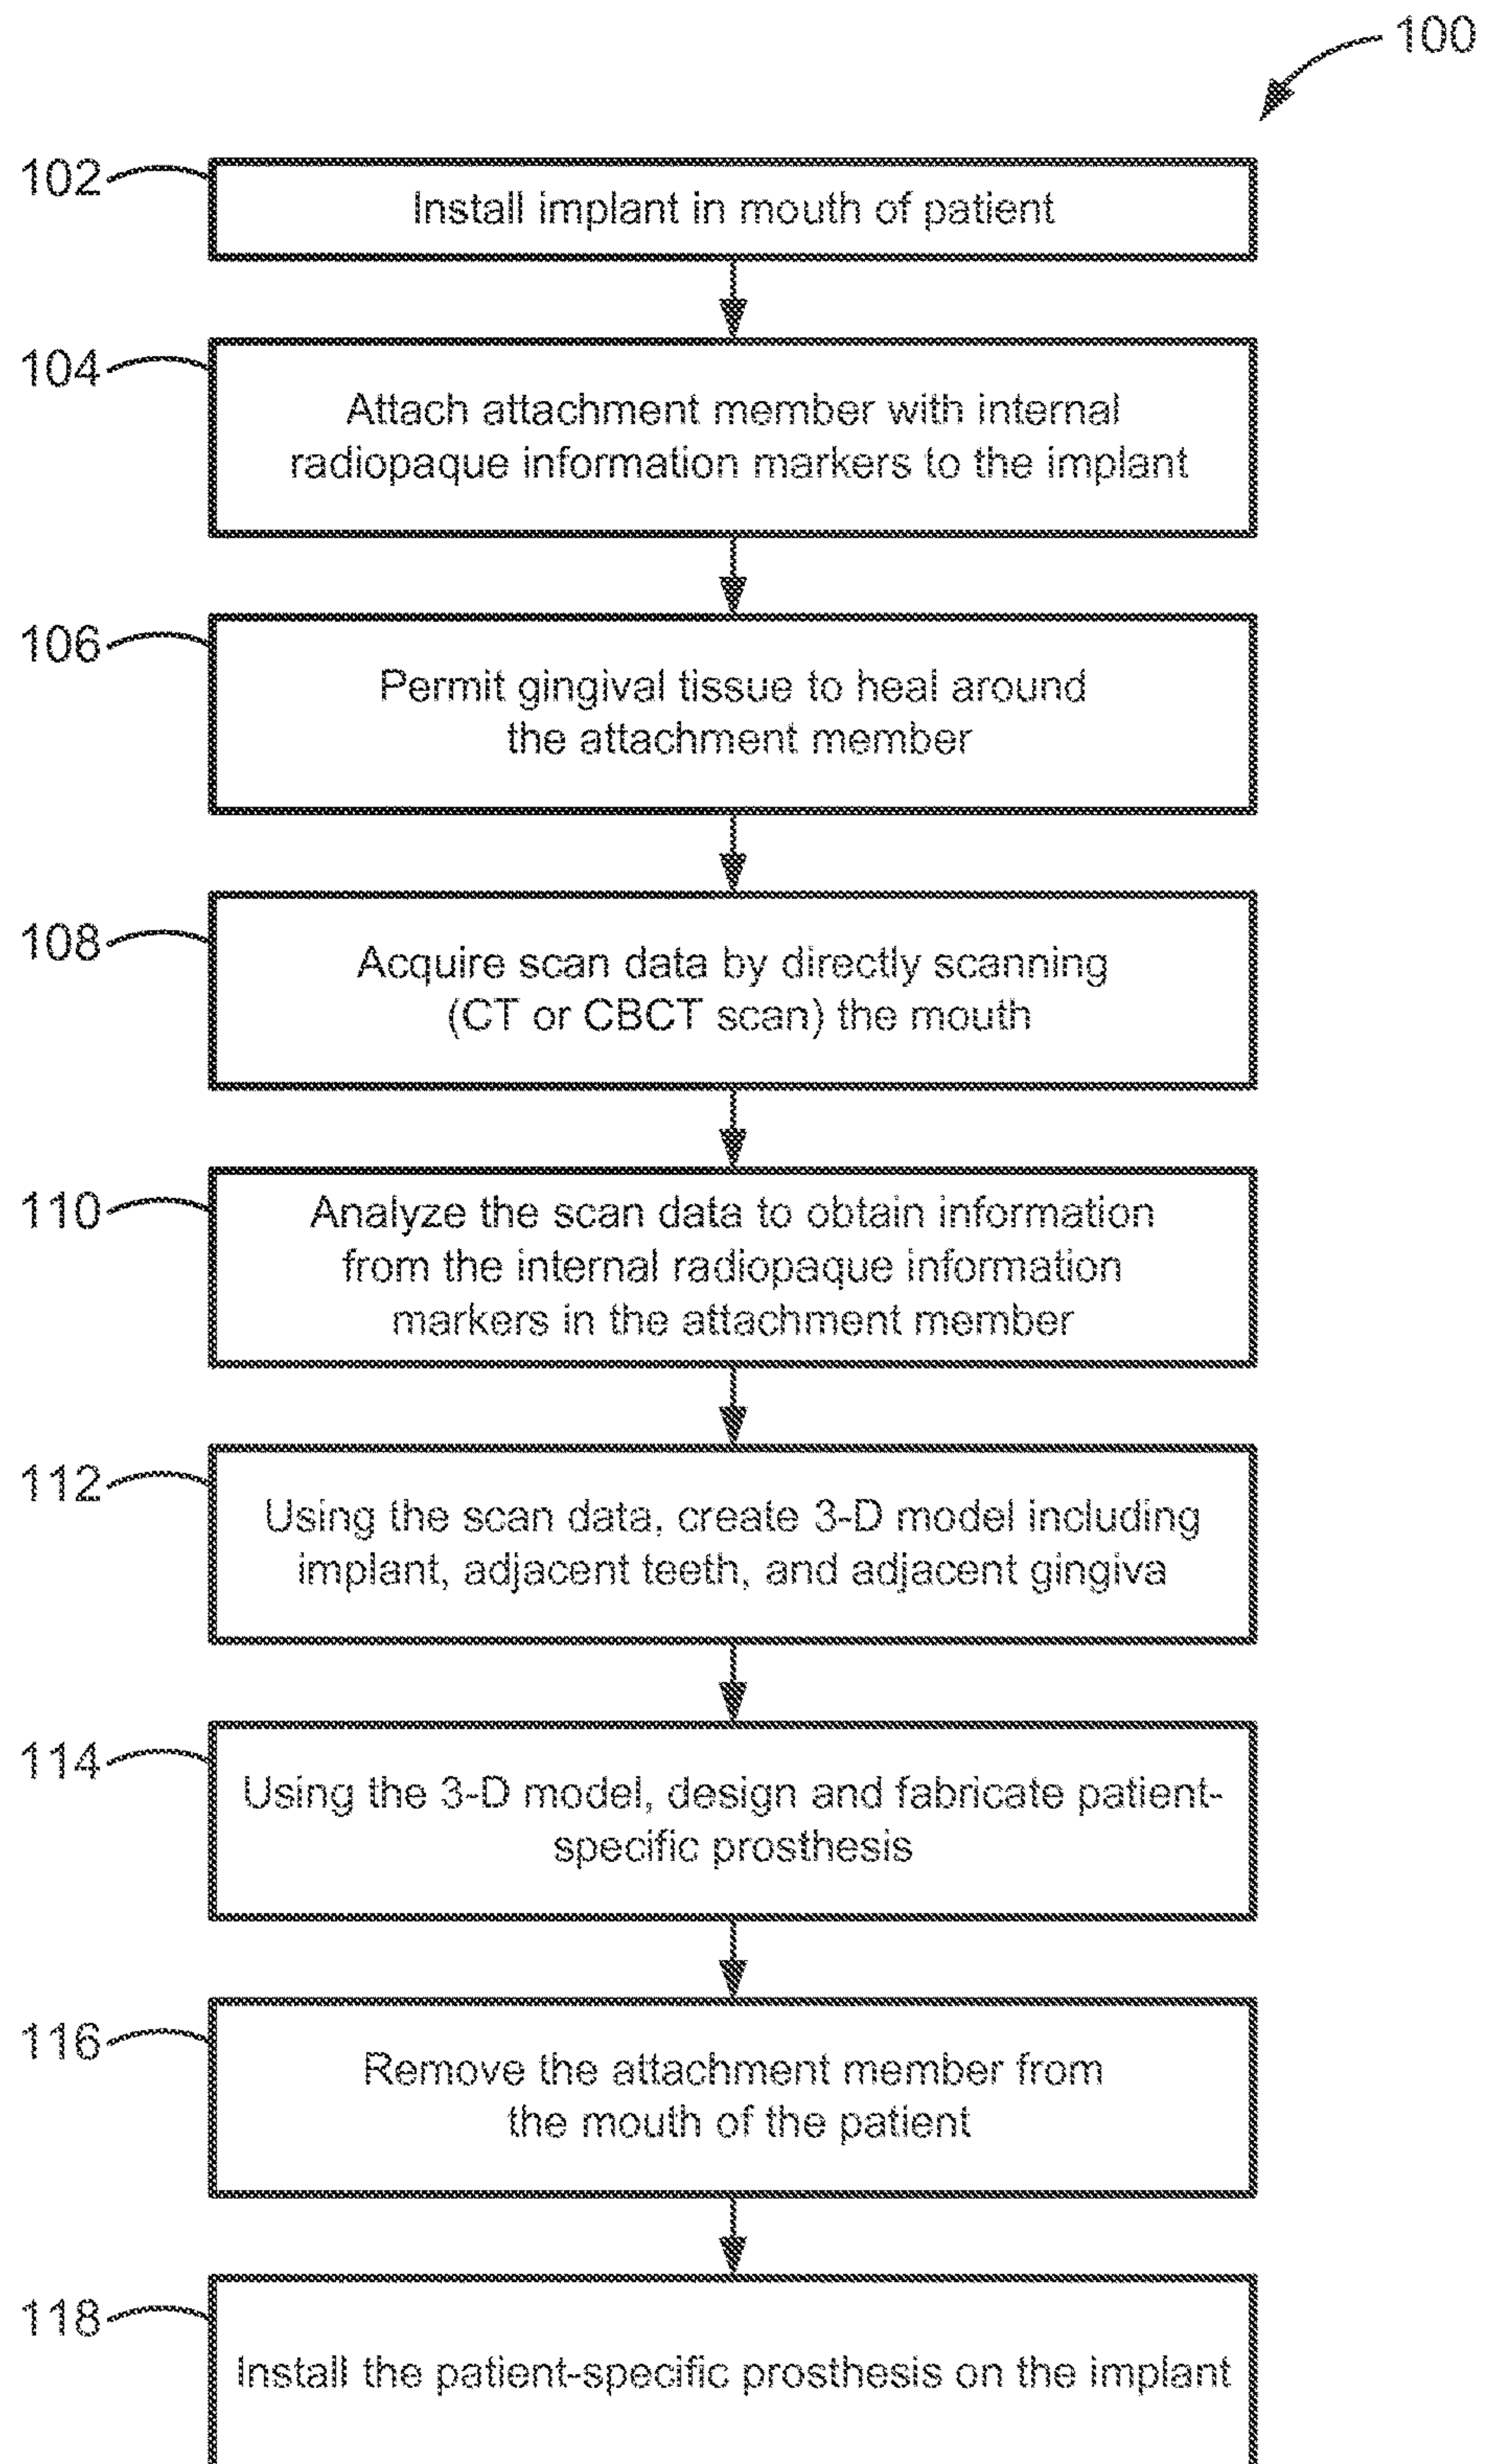 100
102
Install implant in mouth of patient
104
Attach attachment member with internal
radiopaque information markers to the implant
106
Permit gingival tissue to heal around
the attachment member
108
Acquire scan data by directly scanning
(CT or CBCT scan) the mouth
110
Analyze the scan data to obtain information
from the internal radiopaque information
markers in the attachment member
112
Using the scan data, create 3-D model including
implant, adjacent teeth, and adjacent gingiva
114
Using the 3-D model, design and fabricate patient-
specific prosthesis
116
Remove the attachment member from
the mouth of the patient
118
Install the patient-specific prosthesis on the implant